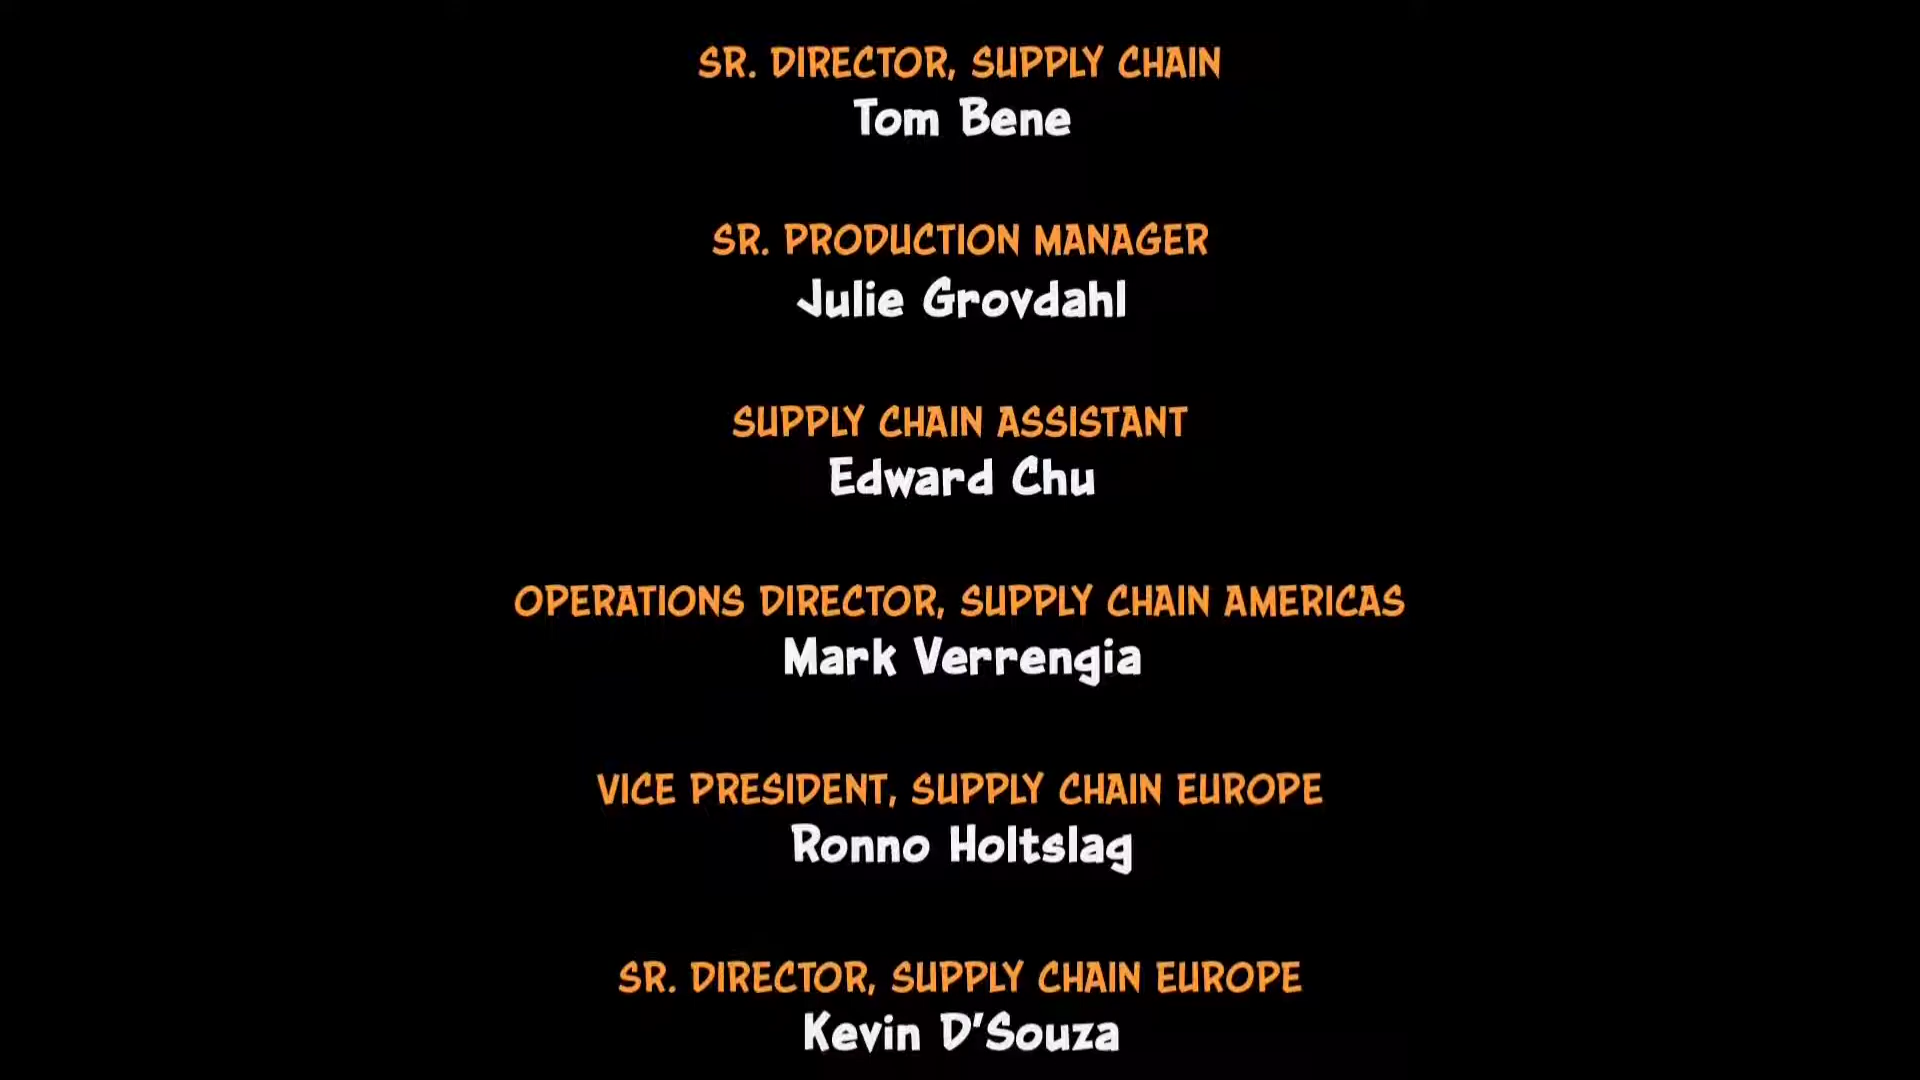 SR. DIRECTOR, SUPPLY CHAIN
Tom Bene
SR. PRODUCTION MANAGER
Julie Grovdahl
SUPPLY CHAIN ASSISTANT
Edward Chu
OPERATIONS DIRECTOR, SUPPLY CHAIN AMERICAS
Mark Verrengia
VICE PRESIDENT, SUPPLY CHAIN EUROPE
Ronno Holtslag
SR. DIRECTOR, SUPPLY CHAIN EUROPE
Kevin D'Souza